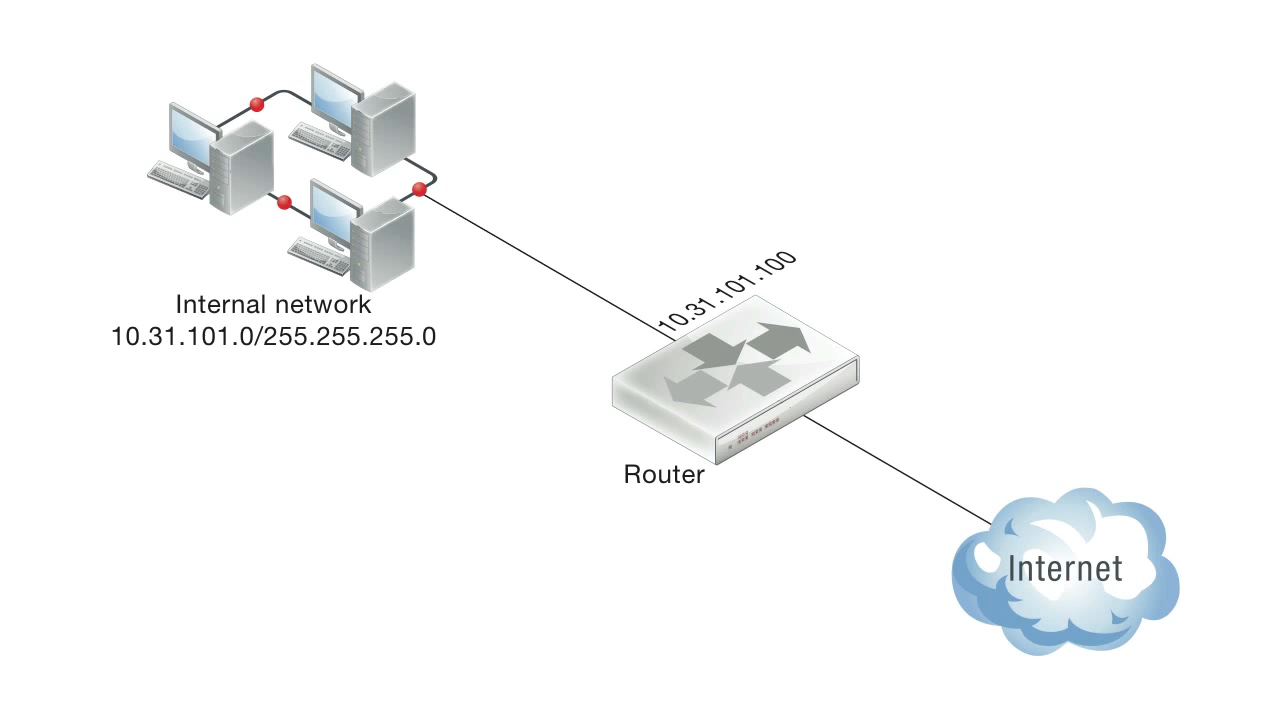 Internal network
10.31.101.0/255.255.255.0
10.31.101.100
Router
Internet